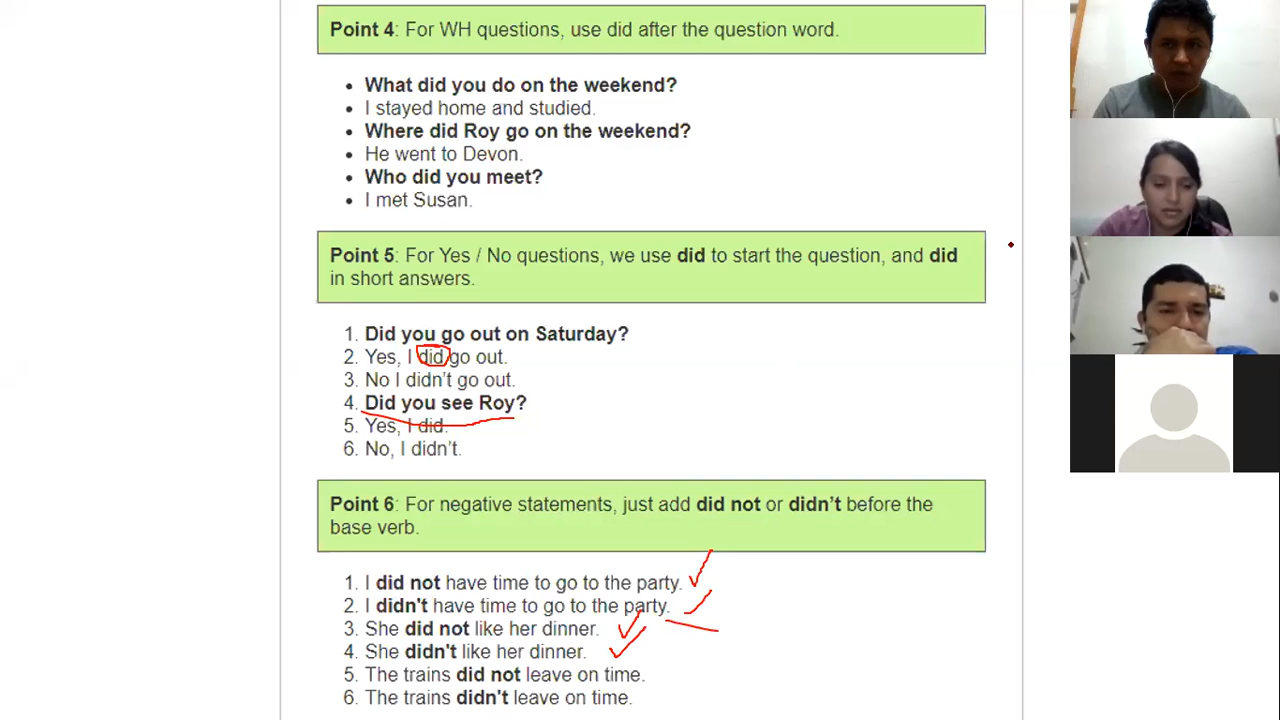 Point 4: For WH questions, use did after the question word.
• What did you do on the weekend?
• I stayed home and studied.
• Where did Roy go on the weekend?
• He went to Devon.
• Who did you meet?
• I met Susan.
Point 5: For Yes / No questions, we use did to start the question, and did
in short answers.
1. Did you go out on Saturday?
2. Yes, I did go out.
3. No I didn't go out.
4. Did you see Roy?
5. Yes, I did.
6. No, I didn't.
Point 6: For negative statements, just add did not or didn't before the
base verb.
1. I did not have time to go to the party.
2. I didn't have time to go to the party.
3. She did not like her dinner.
4. She didn't like her dinner.
5. The trains did not leave on time.
6. The trains didn't leave on time.